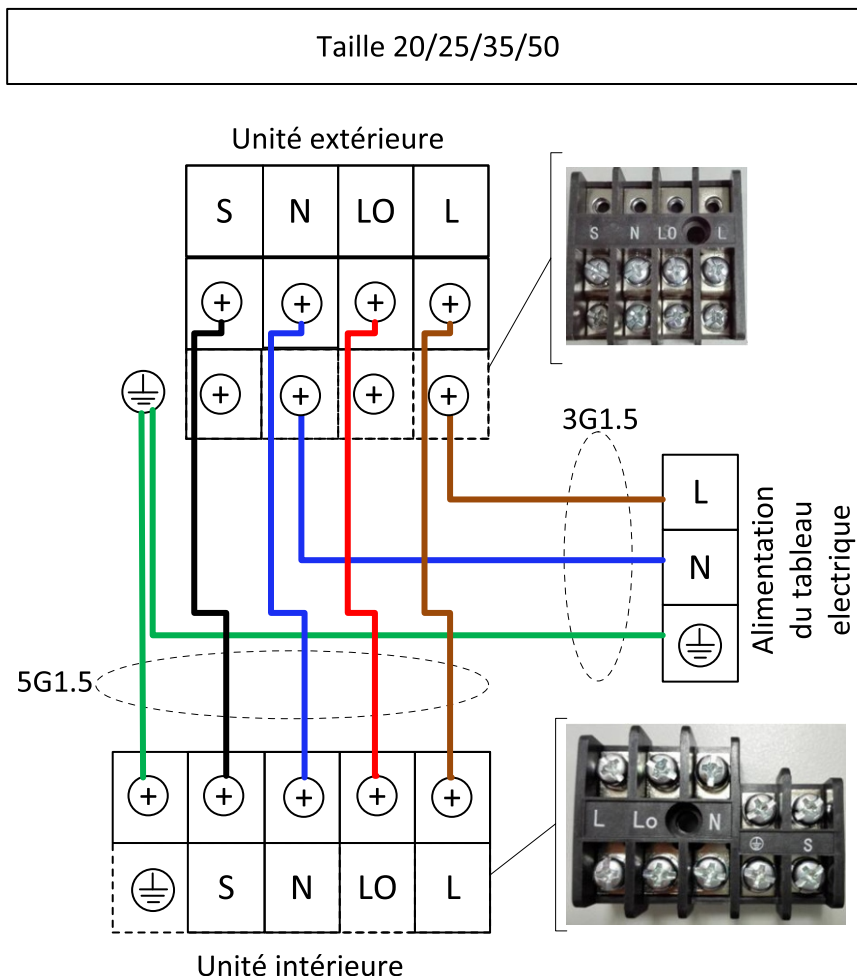 Taille 20/25/35/50
Unité extérieure
S N LO L
S N LO L
3G1.5
L
N
Alimentation
du tableau
electrique
5G1.5
L Lo N
S
S N LO L
Unité intérieure